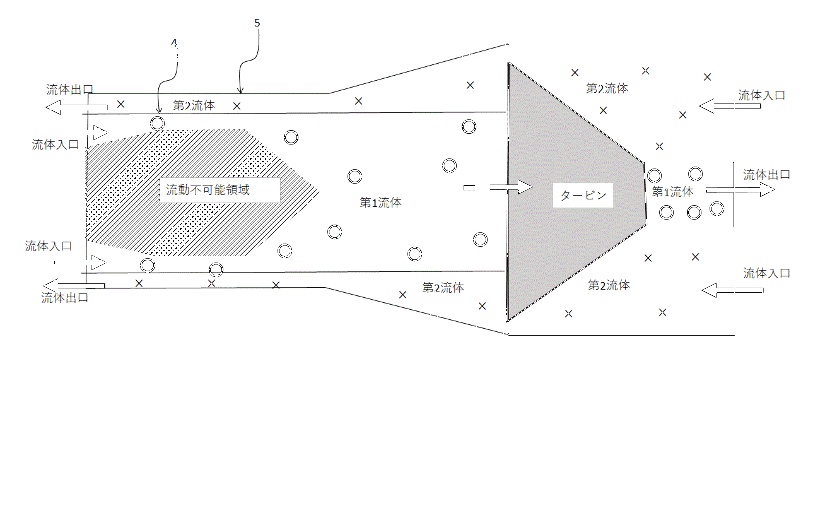 4
5
流体出口
第2流体
第2流体
流体入口
流体入口
流体出口
流動不可能領域
第1流体
タービン
第1流体
流体入口
流体入口
流体出口
第2流体
第2流体